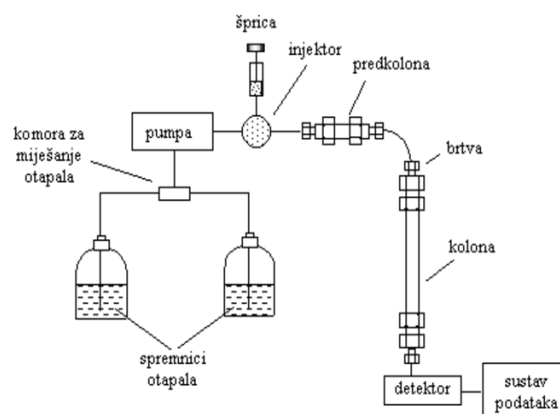 šprica
injektor
predkolona
pumpa
komora za
miješanje
otapala
brtva
kolona
spremnici
otapala
detektor
sustav
podataka